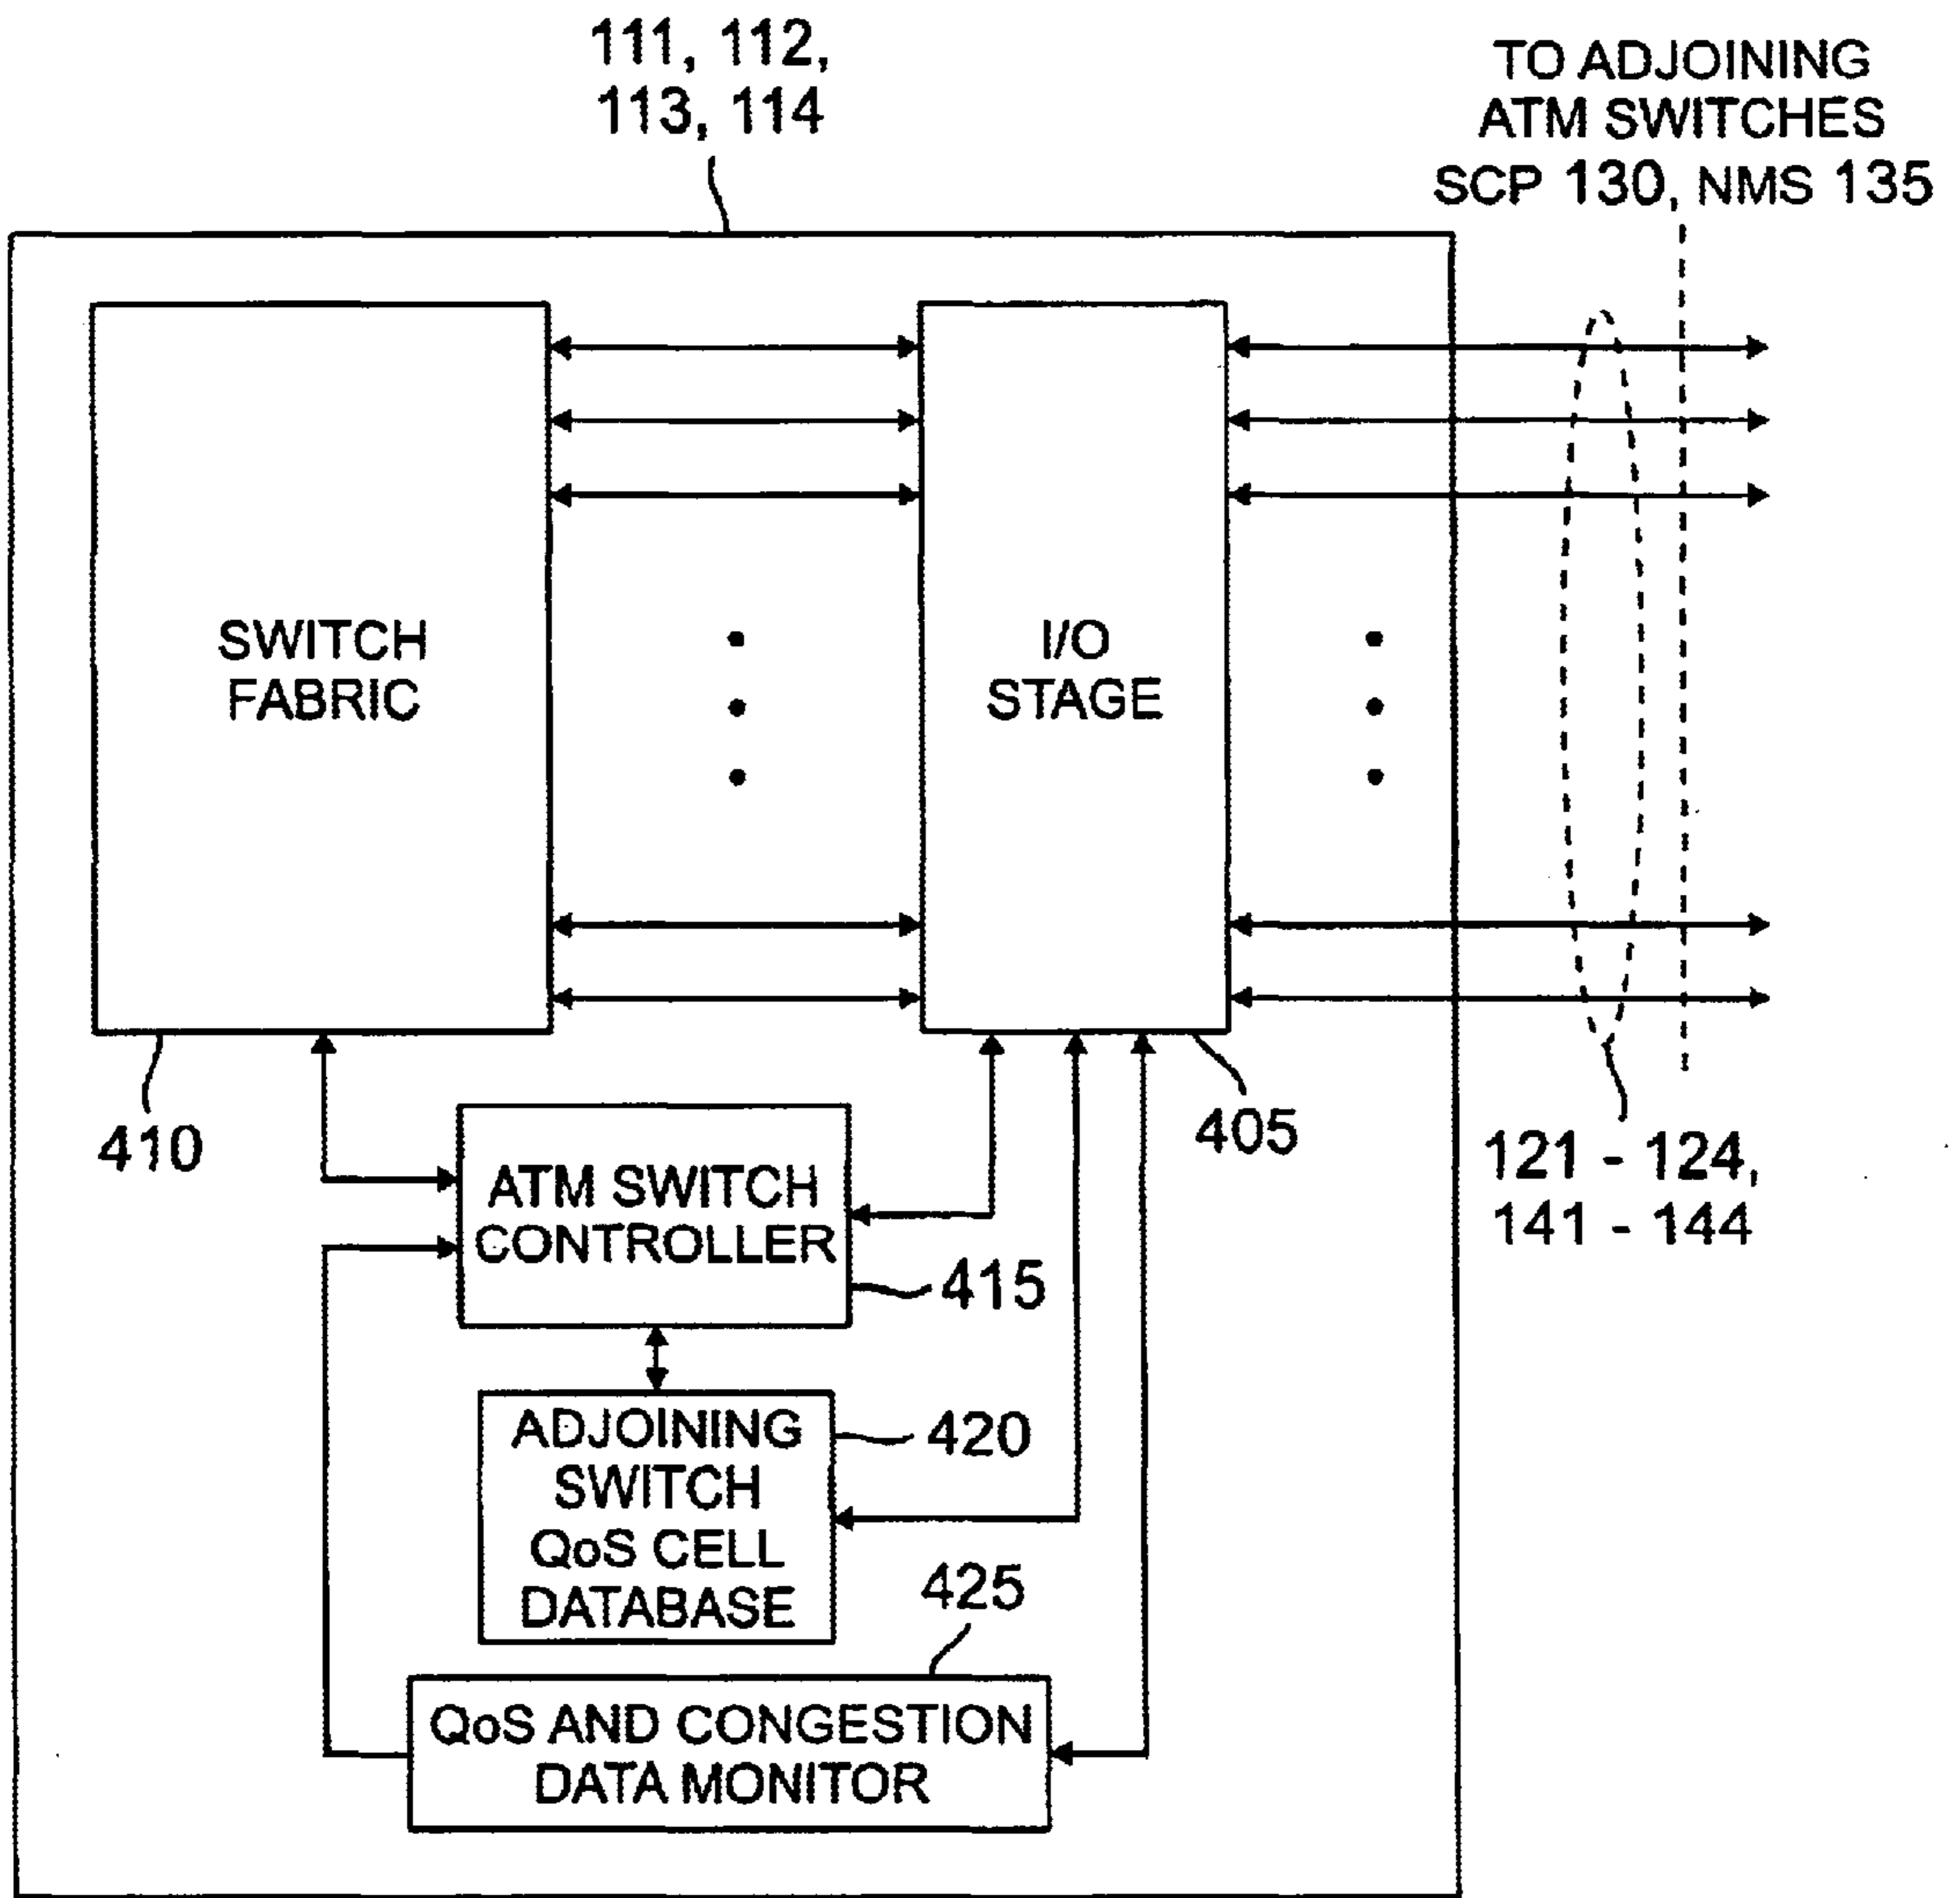 111, 112,
113, 114
TO ADJOINING
ATM SWITCHES
SCP 130, NMS 135
SWITCH
FABRIC
I/O
STAGE
410
405
121 - 124,
141 - 144
ATM SWITCH
CONTROLLER
415
ADJOINING
SWITCH
QoS CELL
DATABASE
420
425
QoS AND CONGESTION
DATA MONITOR